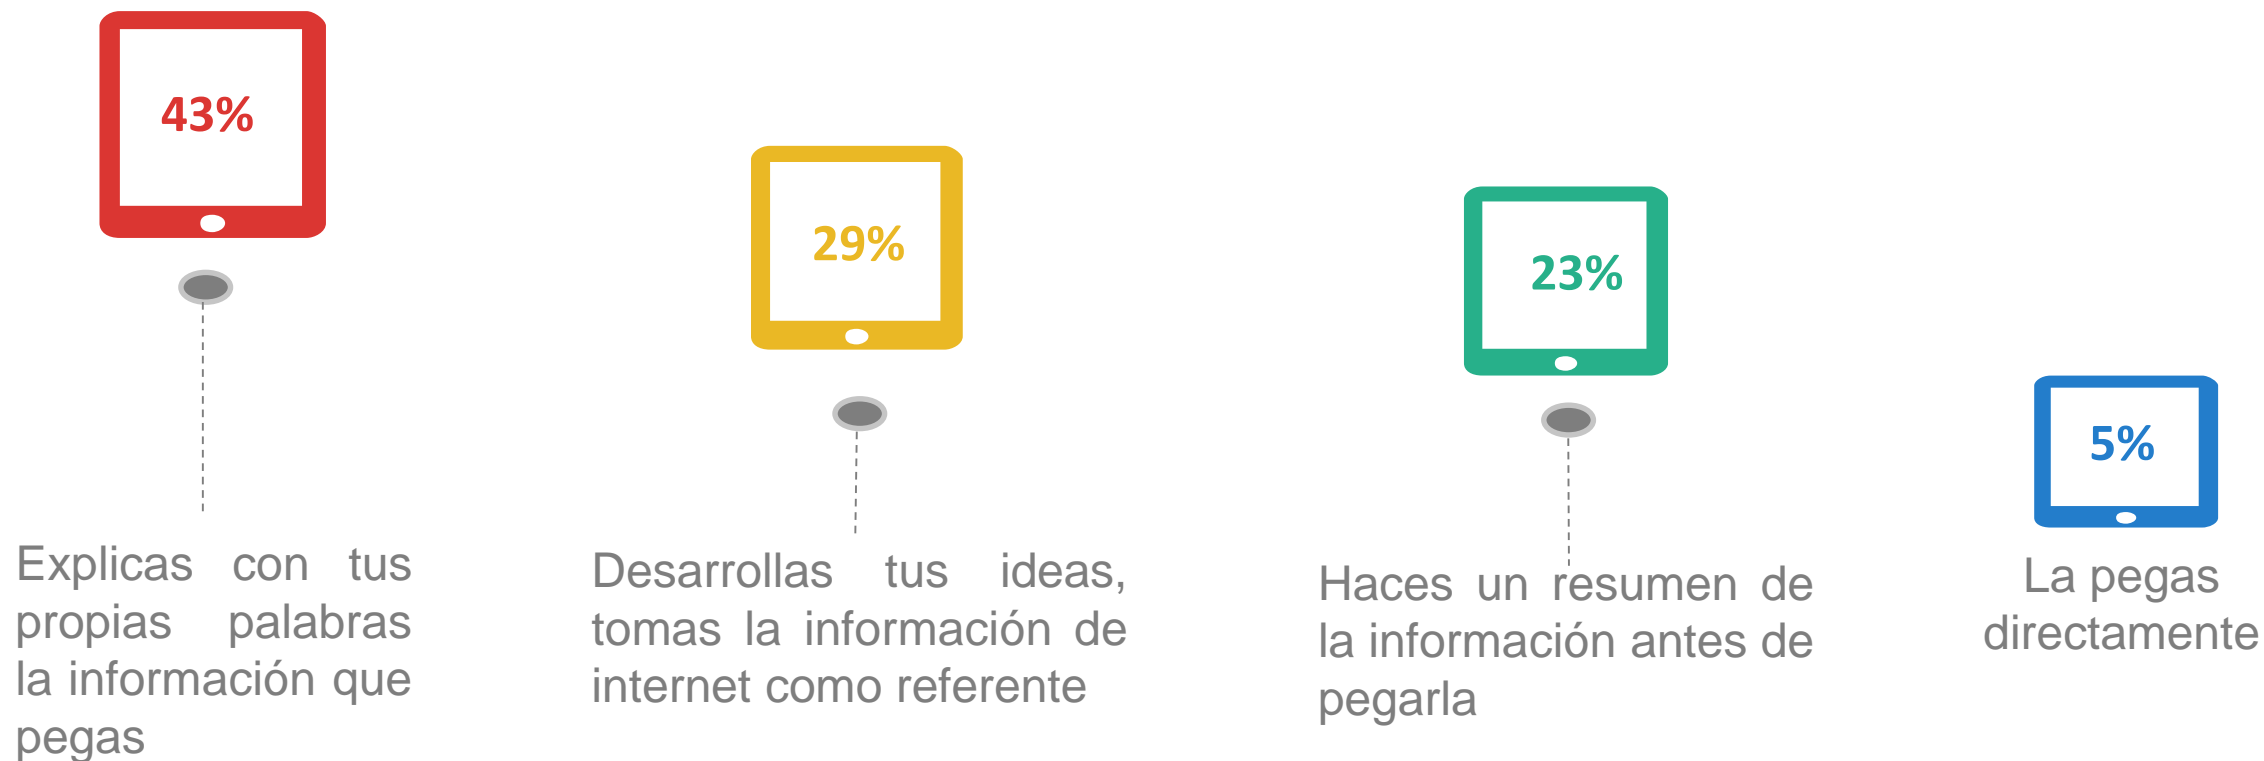 43%
Explicas con tus
propias palabras
la información que
pegas
29%
Desarrollas tus ideas,
tomas la información de
internet como referente
23%
Haces un resumen de
la información antes de
pegarla
5%
La pegas
directamente